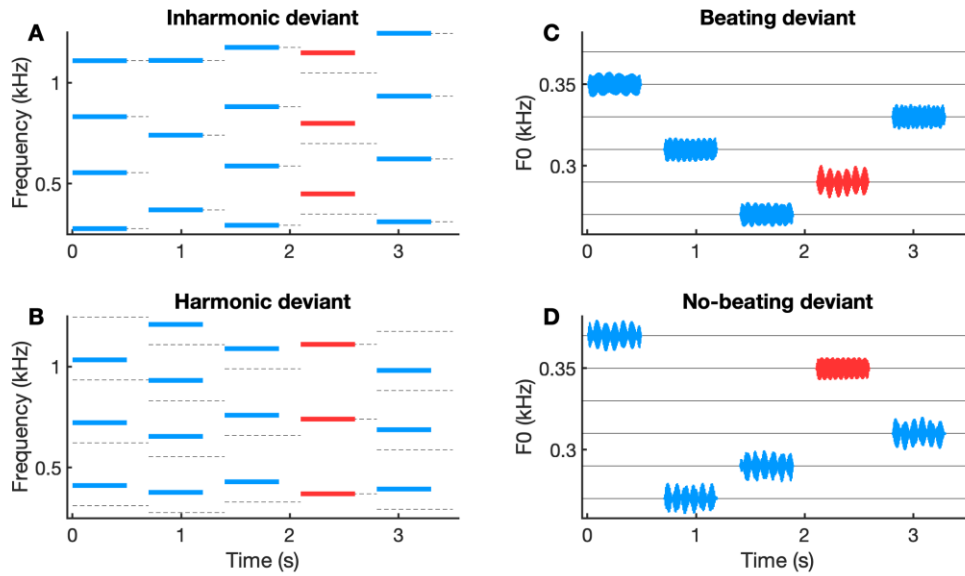 A
Inharmonic deviant
Frequency (kHz)
1
0.5
0
1
2
3
C
Beating deviant
F0 (kHz)
0.35
0.3
0
1
2
3
B
Harmonic deviant
Frequency (kHz)
1
0.5
0
1
2
3
Time (s)
D
No-beating deviant
F0 (kHz)
0.35
0.3
0
1
2
3
Time (s)